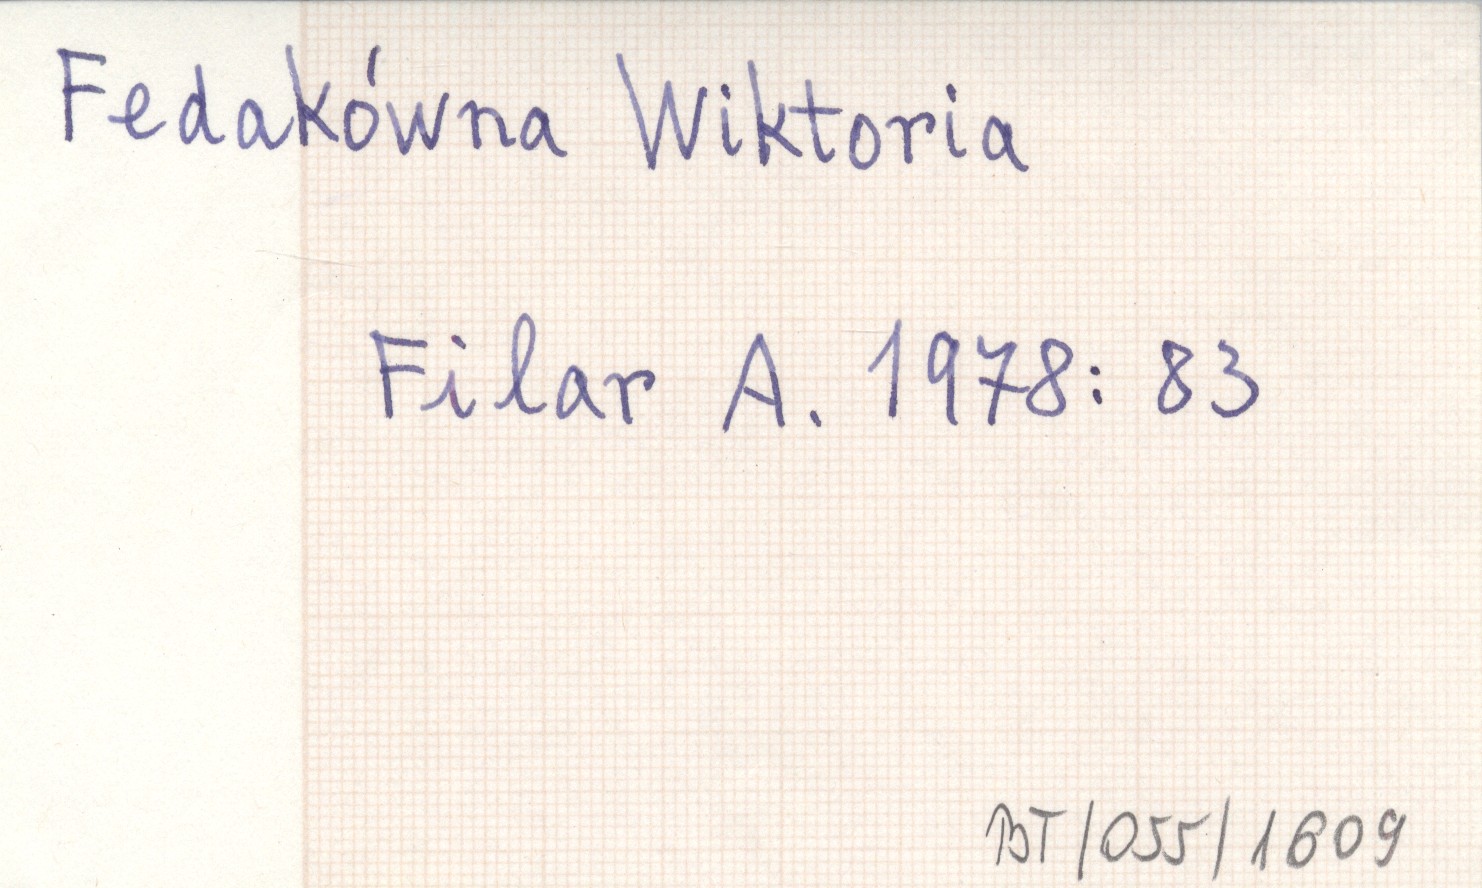 Fedakówna Wiktoria
Filar A. 1978: 83
BT/055/1609